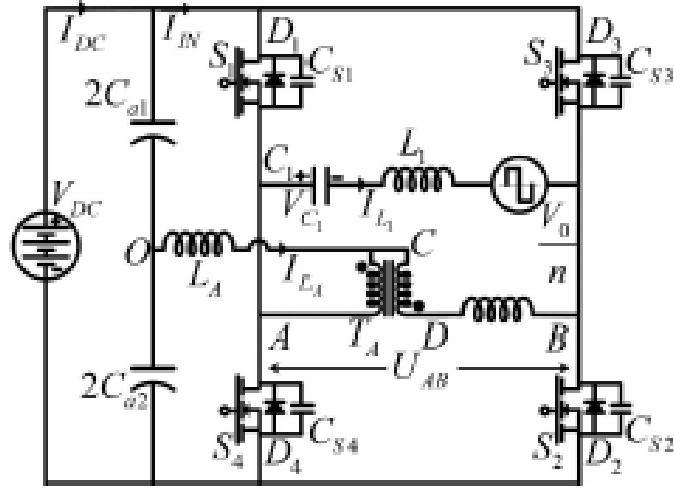 I_DC I_IN D_1 D_3
S_1 C_S1 S_3 C_S3
2C_a1
C_1 + - L_1
V_DC V_C1 I_L1 V_0
O C
L_A I_LA n
A T_A D B
U_AB
2C_a2
S_4 D_4 C_S4 S_2 D_2 C_S2